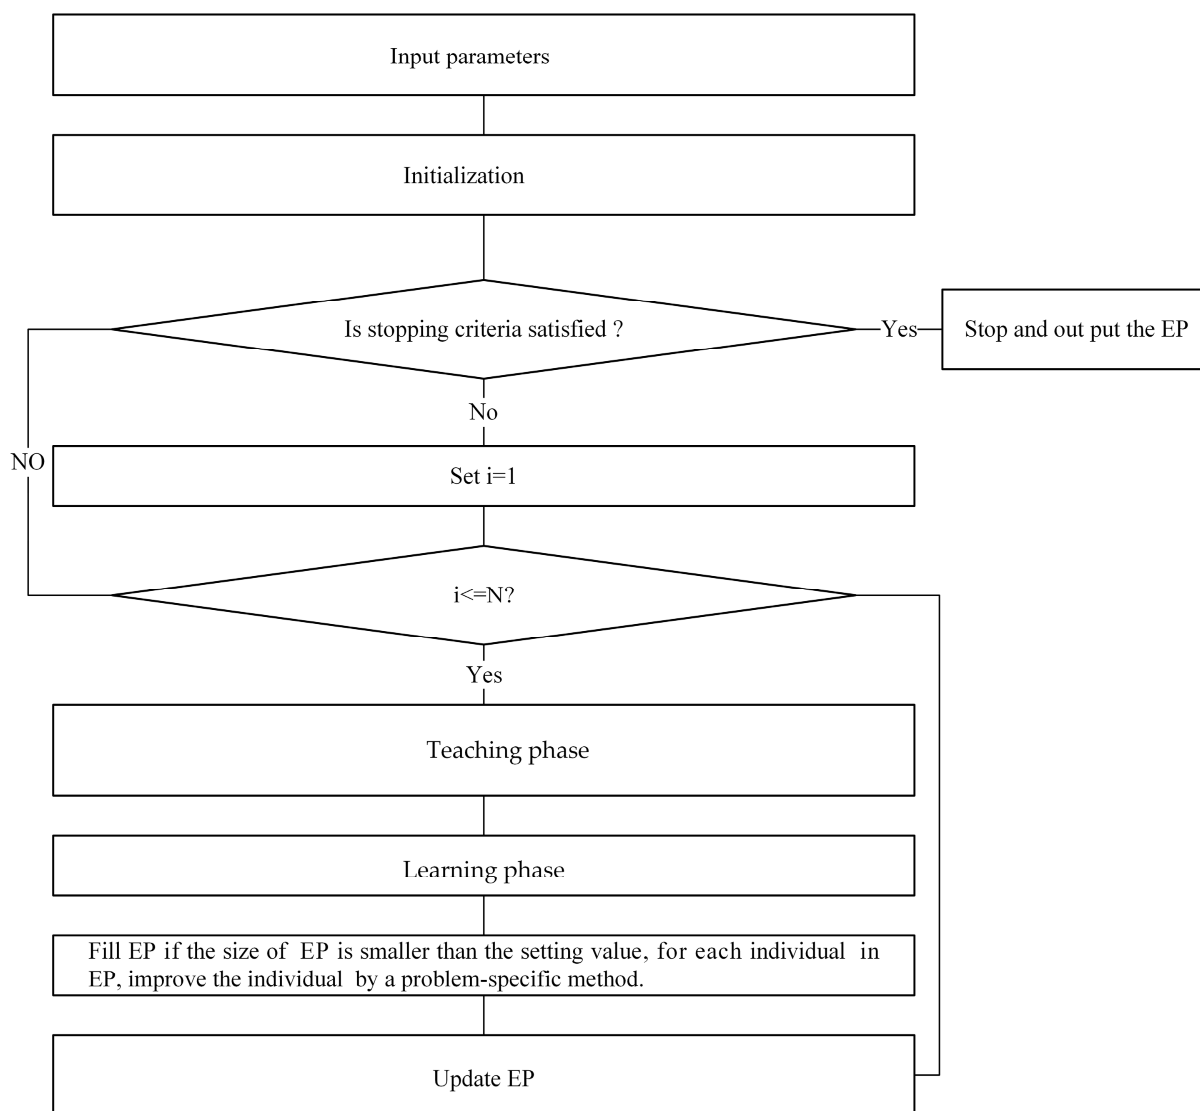 Input parameters
Initialization
Is stopping criteria satisfied ?
Yes
Stop and out put the EP
No
NO
Set i=1
i<=N?
Yes
Teaching phase
Learning phase
Fill EP if the size of EP is smaller than the setting value, for each individual in
EP, improve the individual by a problem-specific method.
Update EP